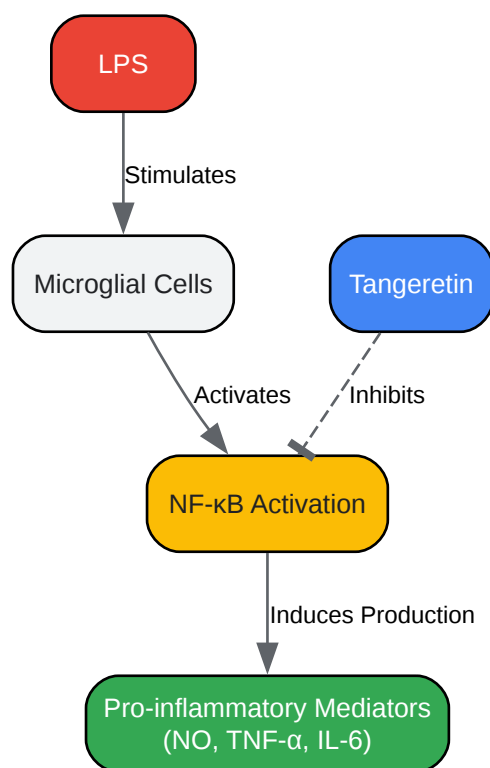 LPS
Stimulates
Microglial Cells
Tangeretin
Activates
Inhibits
NF-κB Activation
Induces Production
Pro-inflammatory Mediators
(NO, TNF-α, IL-6)